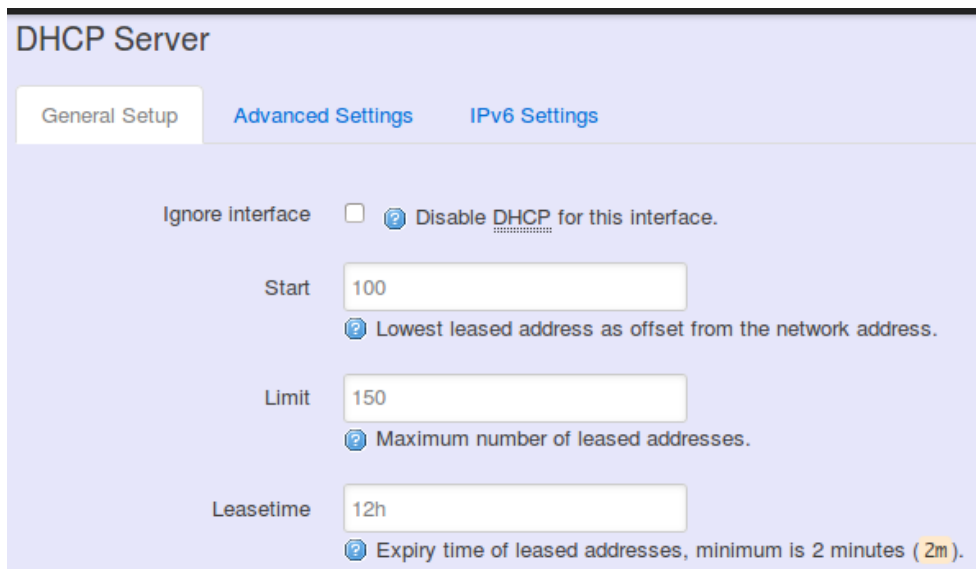 DHCP Server
General Setup Advanced Settings IPv6 Settings
Ignore interface Disable DHCP for this interface.
Start 100
Lowest leased address as offset from the network address.
Limit 150
Maximum number of leased addresses.
Leasetime 12h
Expiry time of leased addresses, minimum is 2 minutes (2m).